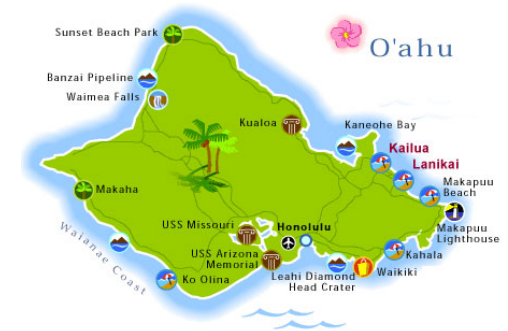 O'ahu
Sunset Beach Park
Banzai Pipeline
Waimea Falls
Kualoa
Kaneohe Bay
Kailua
Lanikai
Makapuu
Beach
Makapuu
Lighthouse
Makaha
Waianae Coast
USS Missouri
Honolulu
USS Arizona
Memorial
Kahala
Ko Olina
Leahi Diamond
Head Crater
Waikiki